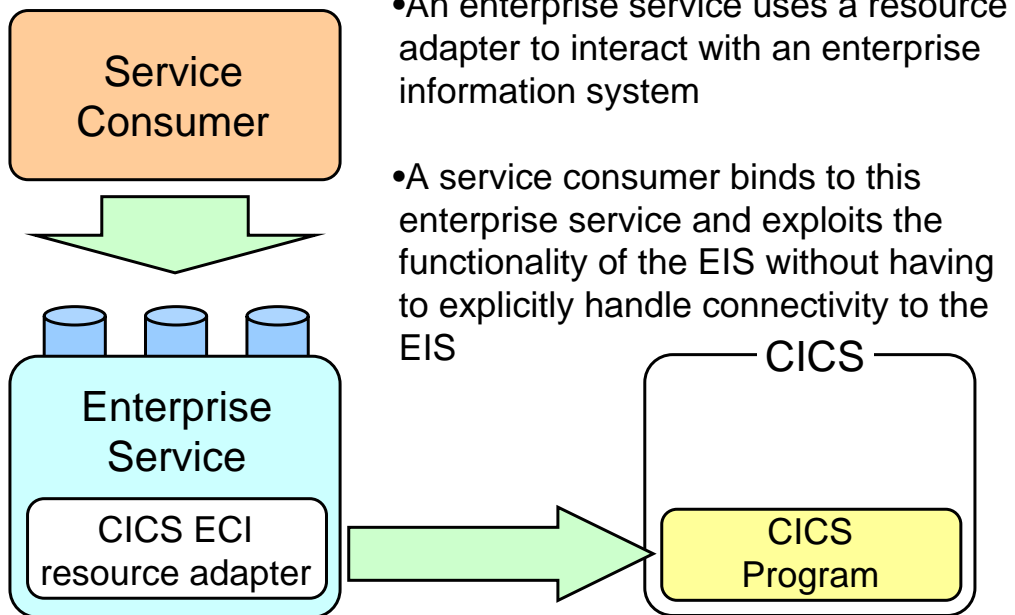 •An enterprise service uses a resource
adapter to interact with an enterprise
information system
•A service consumer binds to this
enterprise service and exploits the
functionality of the EIS without having
to explicitly handle connectivity to the
EIS
Service
Consumer
Enterprise
Service
CICS ECI
resource adapter
CICS
CICS
Program